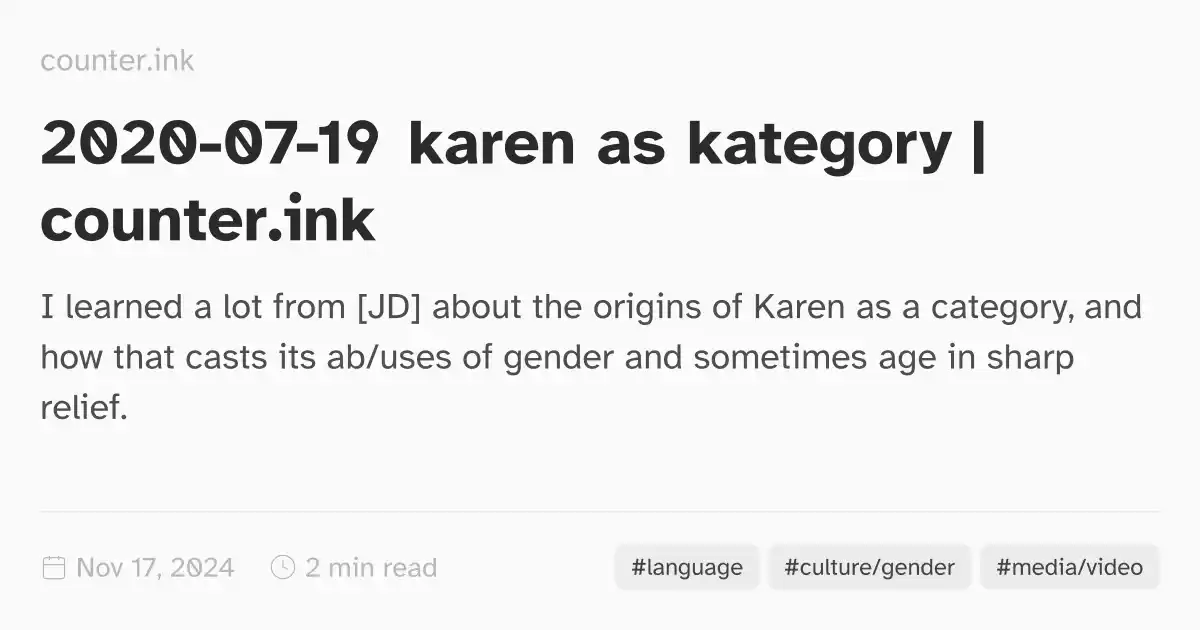 counter.ink
2020-07-19 karen as kategory |
counter.ink
I learned a lot from [JD] about the origins of Karen as a category, and
how that casts its ab/uses of gender and sometimes age in sharp
relief.
Nov 17, 2024 2 min read #language #culture/gender #media/video